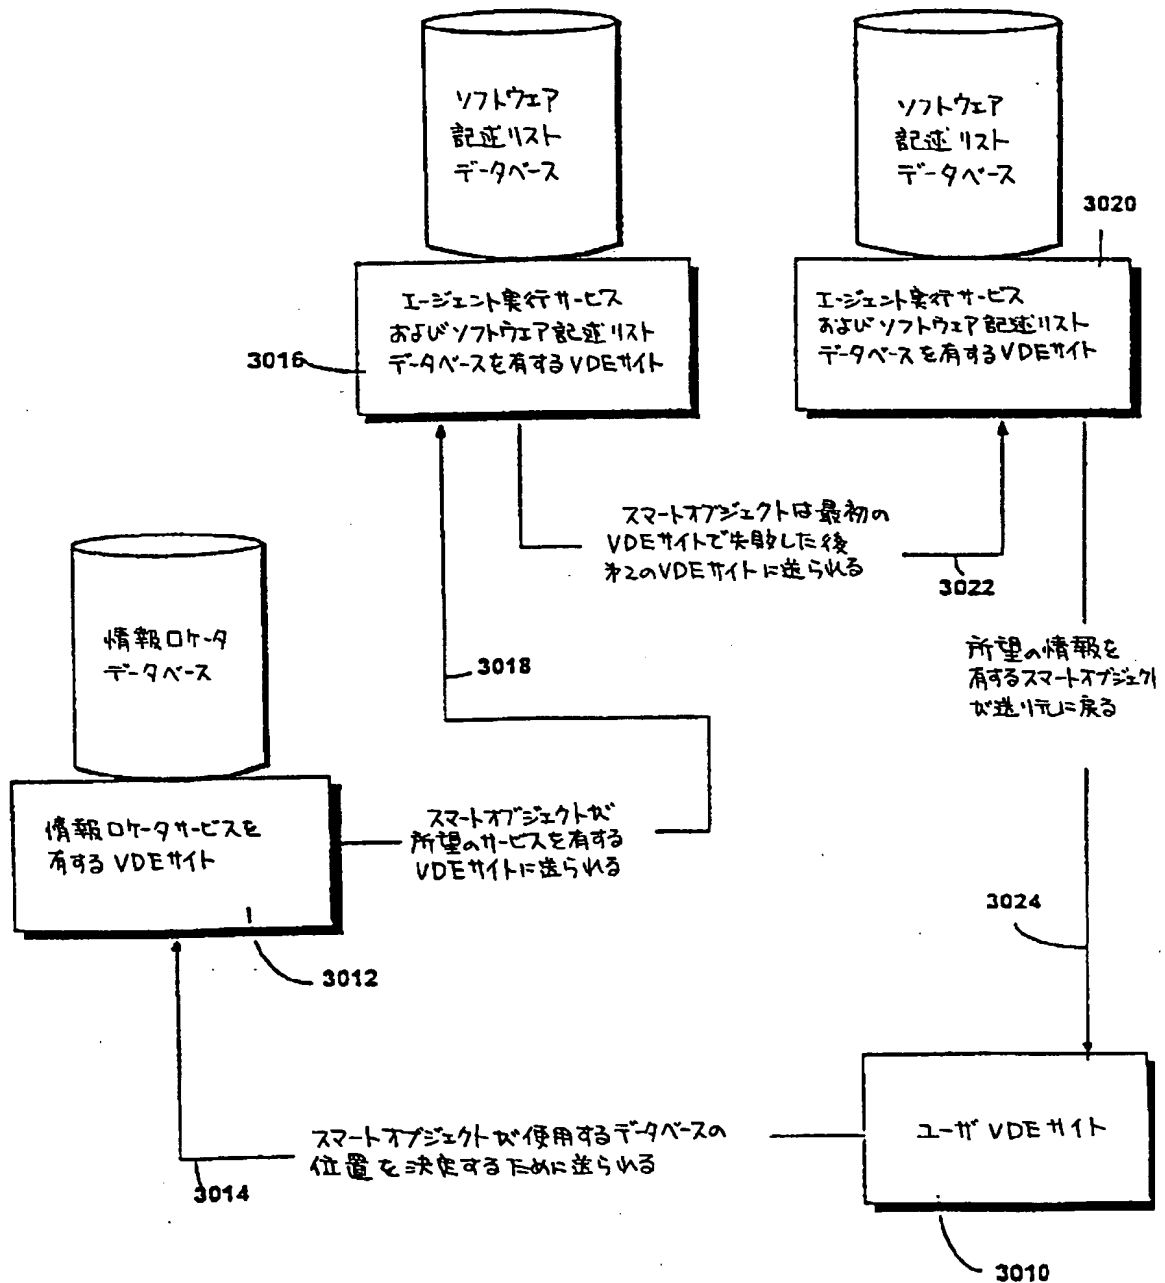 ソフトウェア
記述リスト
データベース
ソフトウェア
記述リスト
データベース
3020
エージェント実行サービス
およびソフトウェア記述リスト
データベースを有するVDEサイト
3016
エージェント実行サービス
およびソフトウェア記述リスト
データベースを有するVDEサイト
スマートオブジェクトは最初の
VDEサイトで失敗した後
第2のVDEサイトに送られる
3022
情報ロケータ
データベース
3018
所望の情報を
有するスマートオブジェクト
が送り元に戻る
情報ロケータサービスを
有するVDEサイト
スマートオブジェクトが
所望のサービスを有する
VDEサイトに送られる
3012
3024
スマートオブジェクトが使用するデータベースの
位置を決定するために送られる
3014
ユーザVDEサイト
3010